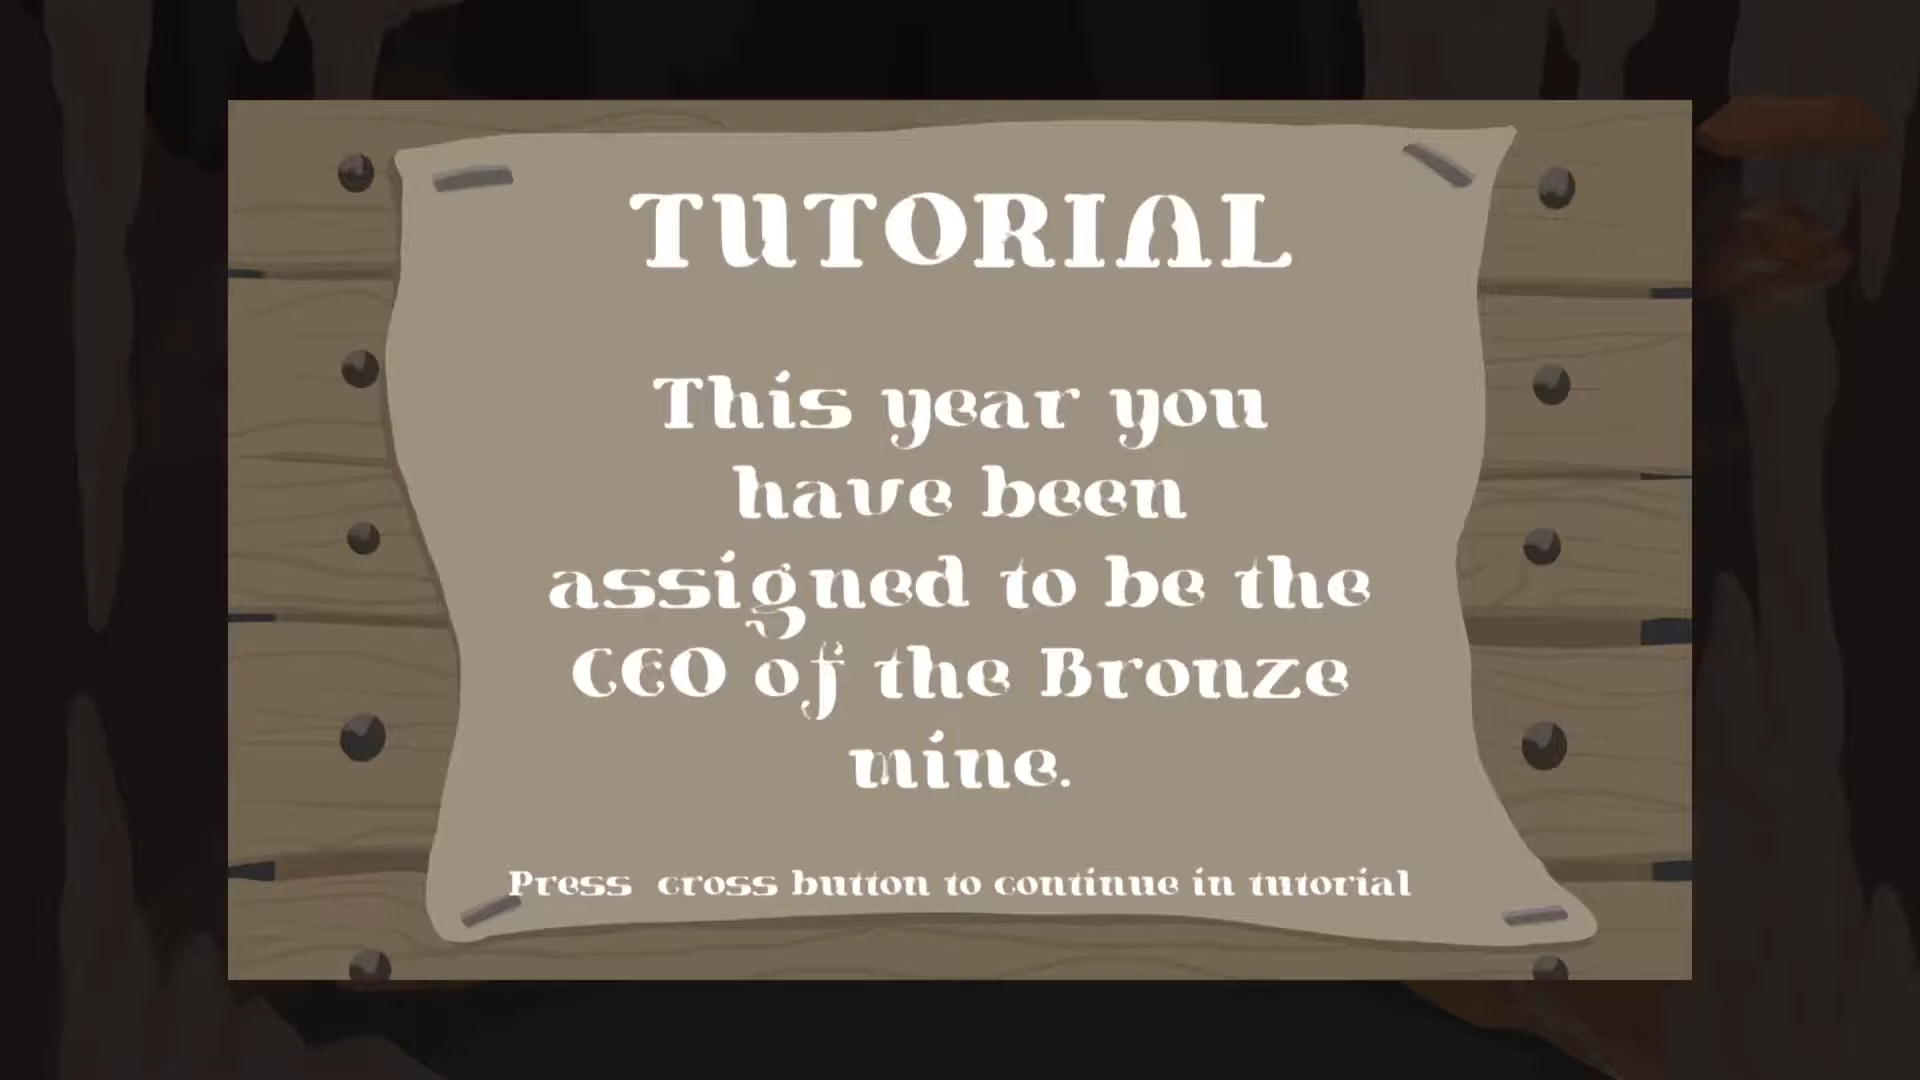 TUTORIAL
This year you
have been
assigned to be the
CEO of the Bronze
mine.
Press cross button to continue in tutorial